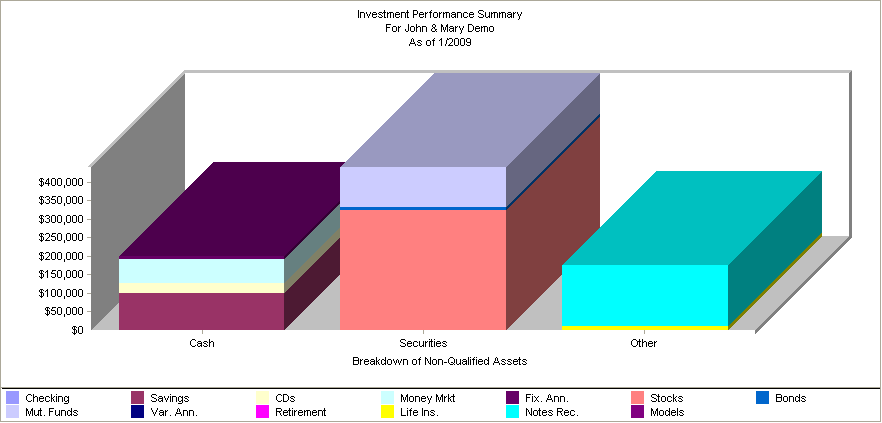 Investment Performance Summary
For John & Mary Demo
As of 1/2009
$400,000
$350,000
$300,000
$250,000
$200,000
$150,000
$100,000
$50,000
$0
Cash Securities Other
Breakdown of Non-Qualified Assets
Checking Savings CDs Money Mrkt Fix. Ann. Stocks Bonds
Mut. Funds Var. Ann. Retirement Life Ins. Notes Rec. Models